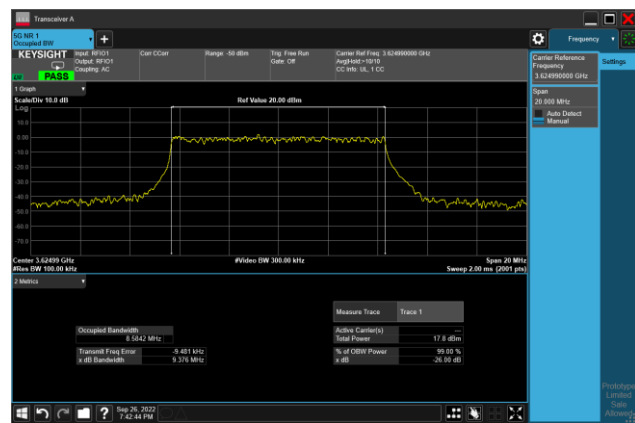 Transceiver A
5G NR 1
Occupied BW
Frequency
KEYSIGHT
Input: RFIO1
Output: RFIO1
Coupling: AC
Corr CCorr
Range: -50 dBm
Trig: Free Run
Gate: Off
Carrier Ref Freq: 3.624990000 GHz
Avg|Hold:>10/10
CC Info: UL, 1 CC
PASS
Carrier Reference
Frequency
3.624990000 GHz
Settings
Span
20.000 MHz
Auto Detect
Manual
1 Graph
Scale/Div 10.0 dB
Ref Value 20.00 dBm
Log
10.0
0.00
-10.0
-20.0
-30.0
-40.0
-50.0
-60.0
-70.0
Center 3.62499 GHz
#Video BW 300.00 kHz
Span 20 MHz
#Res BW 100.00 kHz
Sweep 2.00 ms (2001 pts)
2 Metrics
Measure Trace
Trace 1
Occupied Bandwidth
8.5842 MHz
Active Carrier(s)
---
Total Power
17.8 dBm
Transmit Freq Error
-9.481 kHz
x dB Bandwidth
9.376 MHz
% of OBW Power
99.00 %
x dB
-26.00 dB
Prototype
Limited
Sale
Allowed
Sep 26, 2022
7:42:44 PM